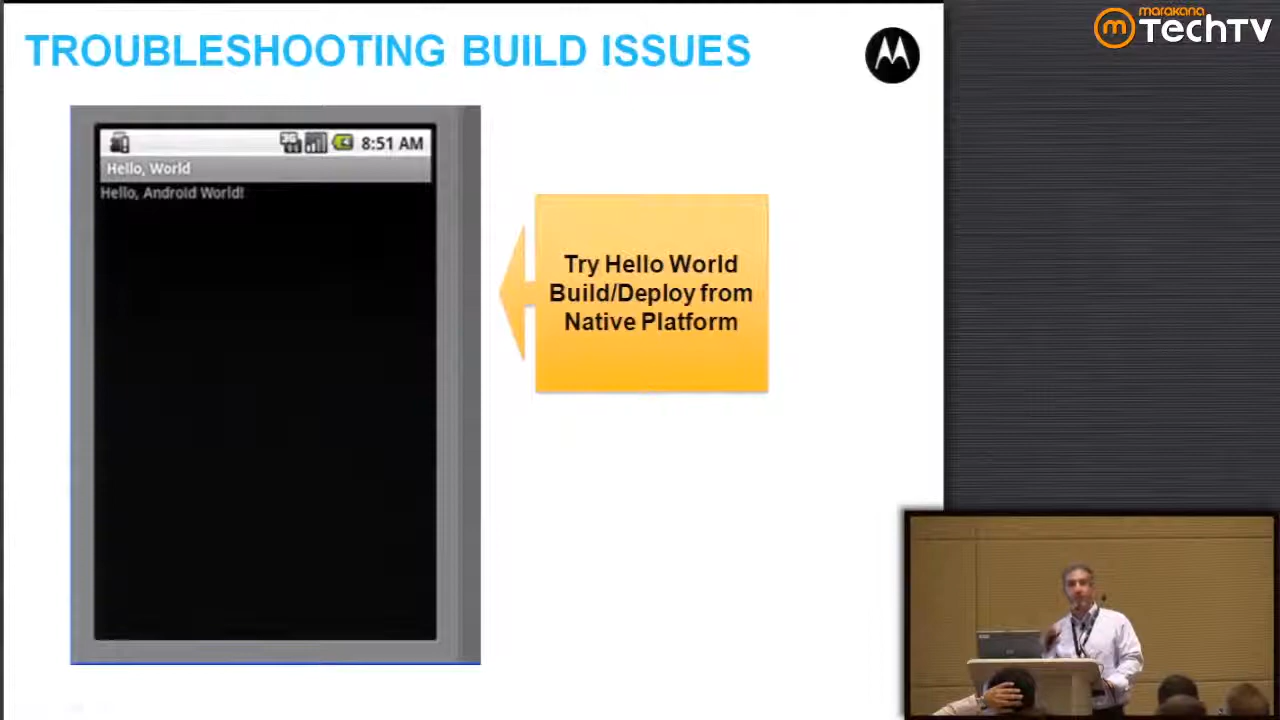 TROUBLESHOOTING BUILD ISSUES
marakana
TechTV
8:51 AM
Hello, World
Hello, Android World!
Try Hello World
Build/Deploy from
Native Platform